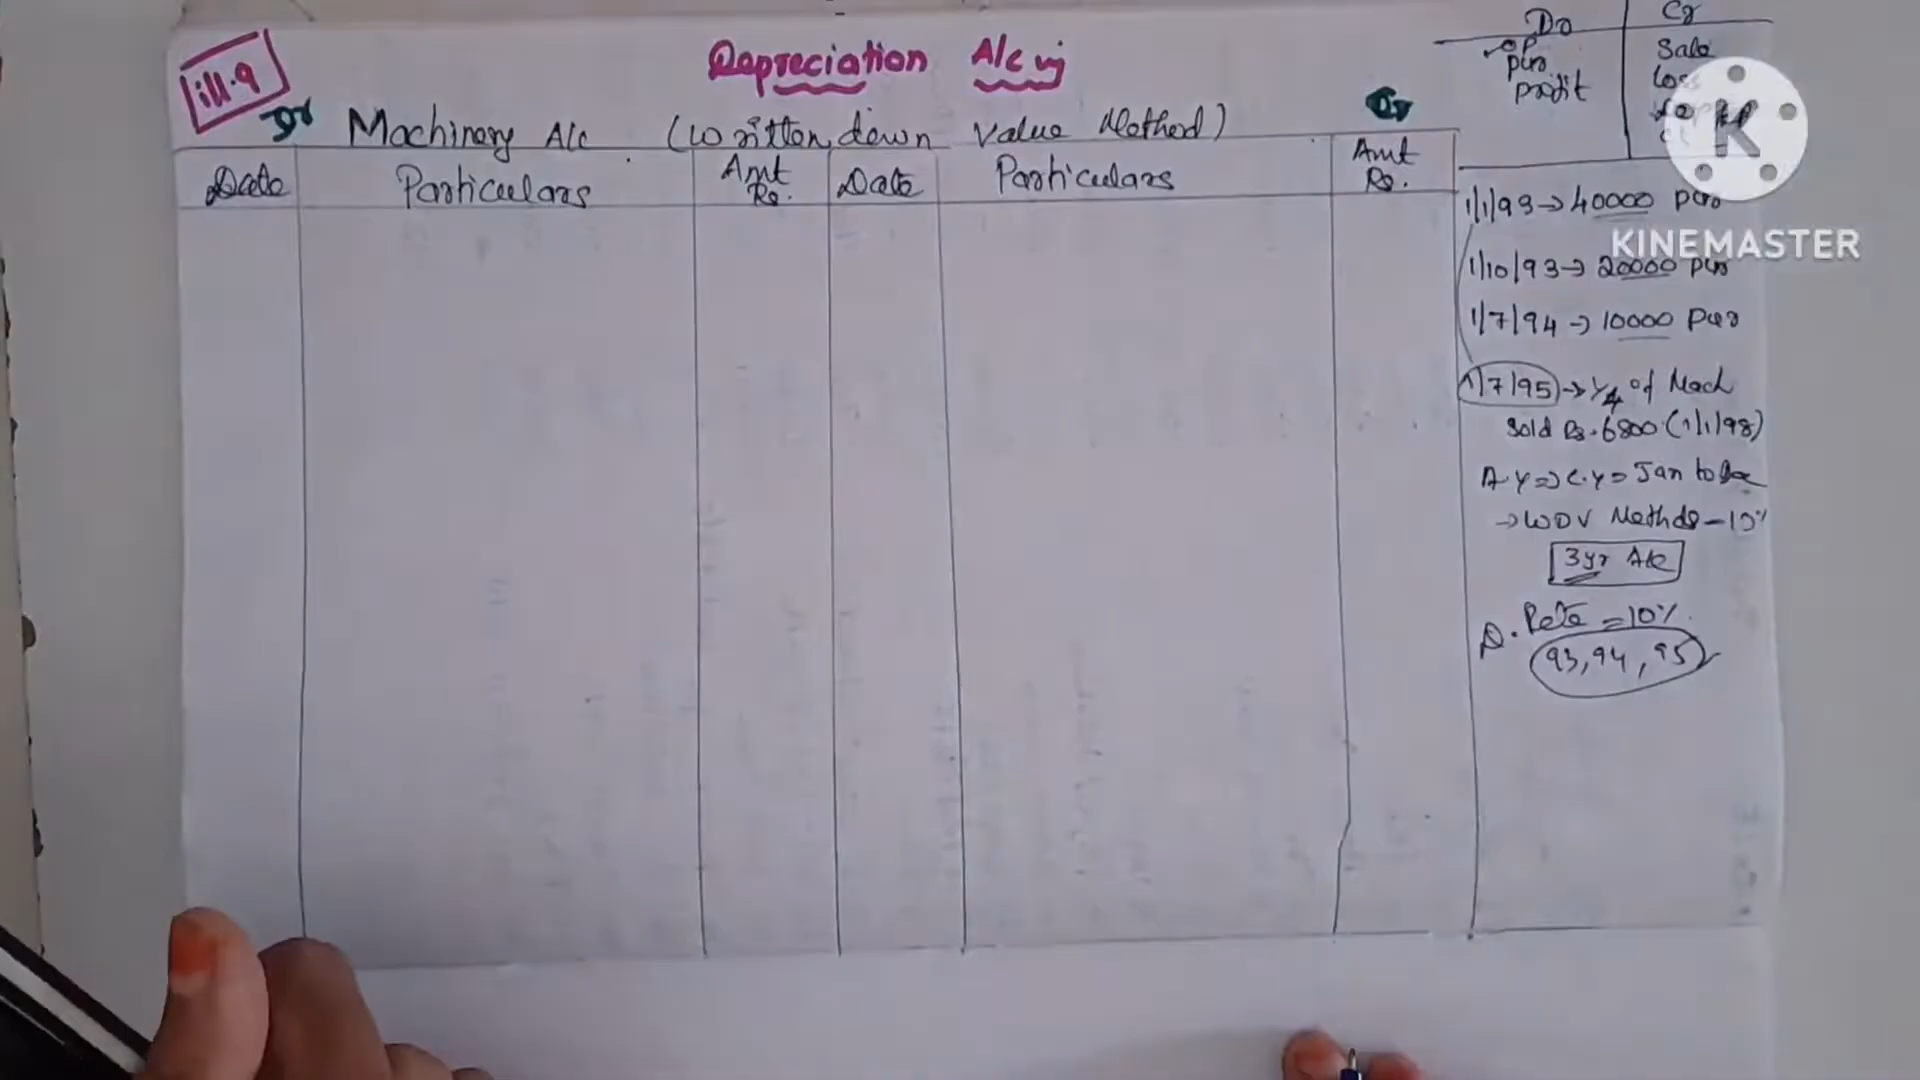 ill.9
Depreciation A/c
Dr Machinery A/c (Written down Value Method) Cr
Date Particulars Amt Rs. Date Particulars Amt Rs.
Dr Cr
OP Sale
pur Loss
profit
1/1/93→ 40000 pur
KINEMASTER
1/10/93→ 20000 pur
1/7/94 → 10000 pur
1/7/95 → 1/4 of Mach
Sold Rs. 6800 (1/1/93)
A.Y ⇒ C.Y = Jan to
→ WDV Method - 10%
3yr A/c
D. Rate = 10%
93, 94, 95